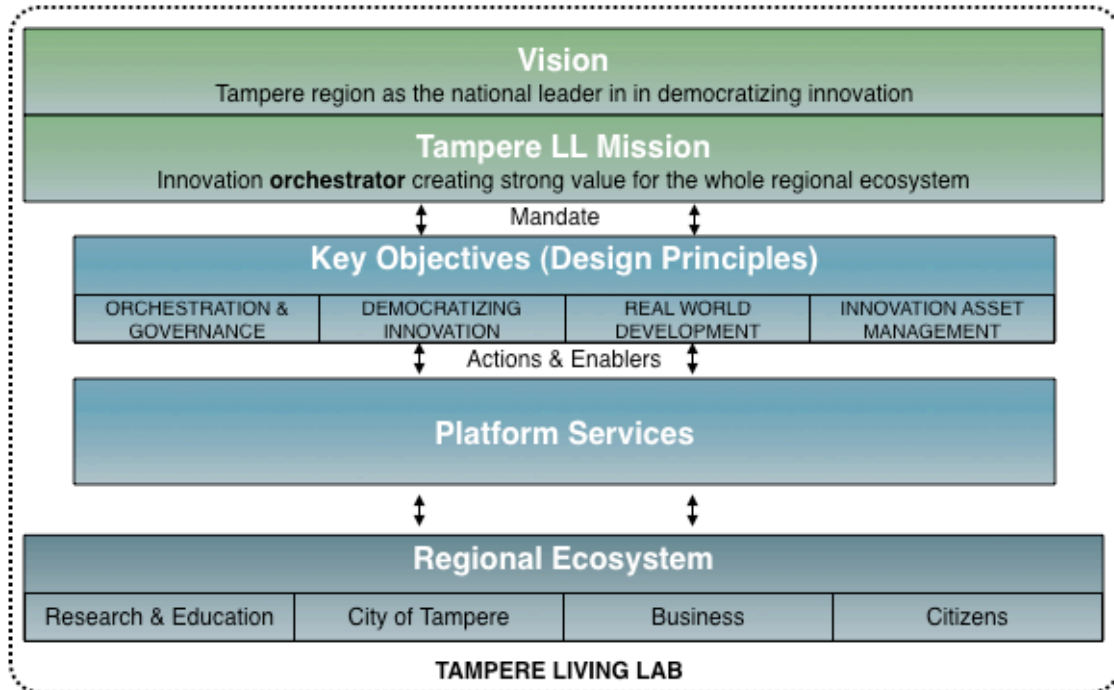 Vision
Tampere region as the national leader in in democratizing innovation
Tampere LL Mission
Innovation orchestrator creating strong value for the whole regional ecosystem
Mandate
Key Objectives (Design Principles)
ORCHESTRATION & GOVERNANCE
DEMOCRATIZING INNOVATION
REAL WORLD DEVELOPMENT
INNOVATION ASSET MANAGEMENT
Actions & Enablers
Platform Services
Regional Ecosystem
Research & Education
City of Tampere
Business
Citizens
TAMPERE LIVING LAB